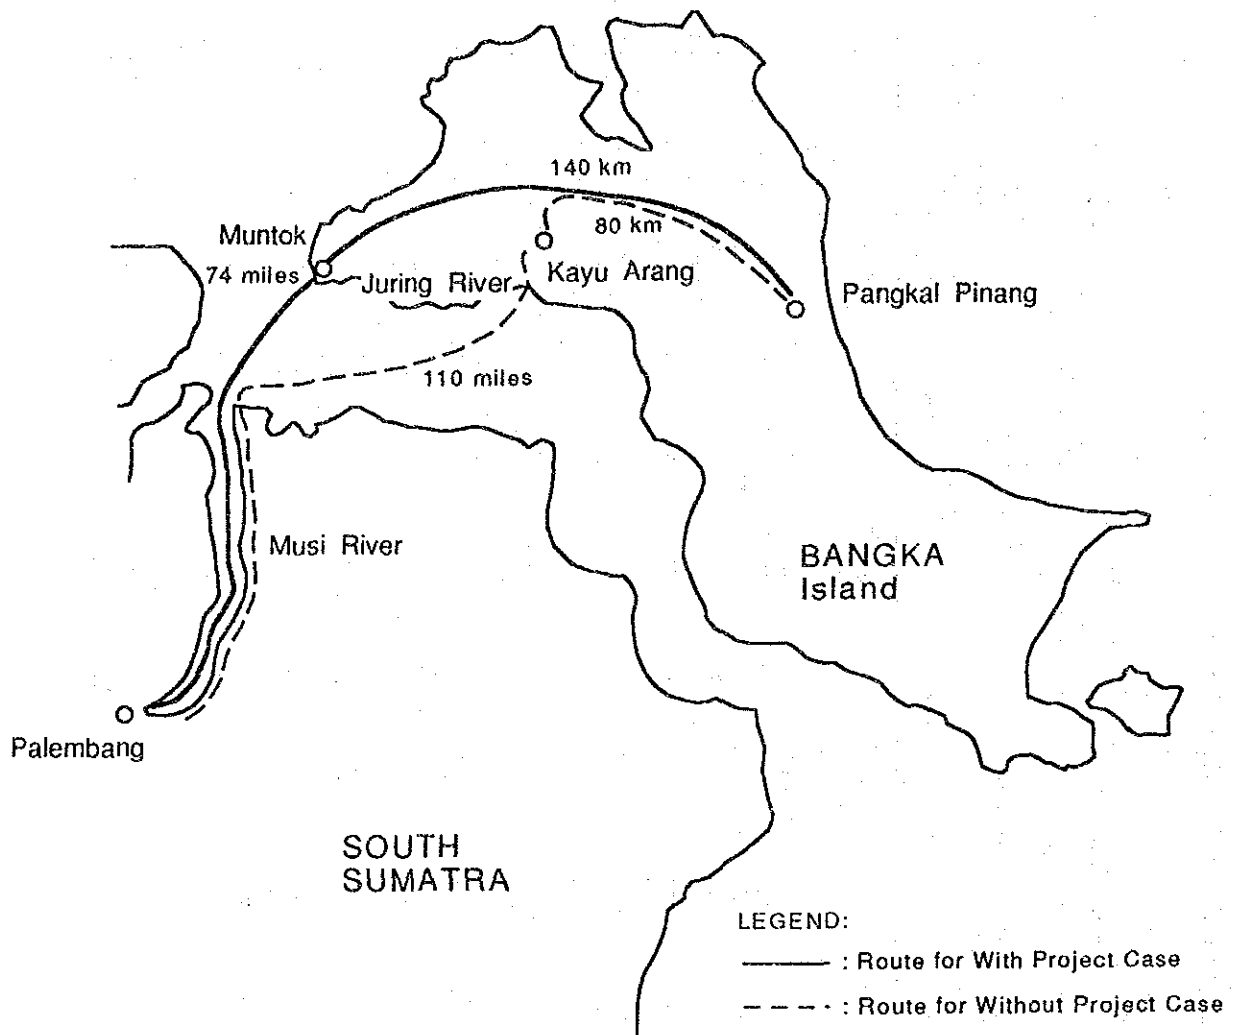 140 km
80 km
Muntok
74 miles
Juring River
Kayu Arang
Pangkal Pinang
110 miles
Musi River
BANGKA
Island
Palembang
SOUTH
SUMATRA
LEGEND:
: Route for With Project Case
: Route for Without Project Case